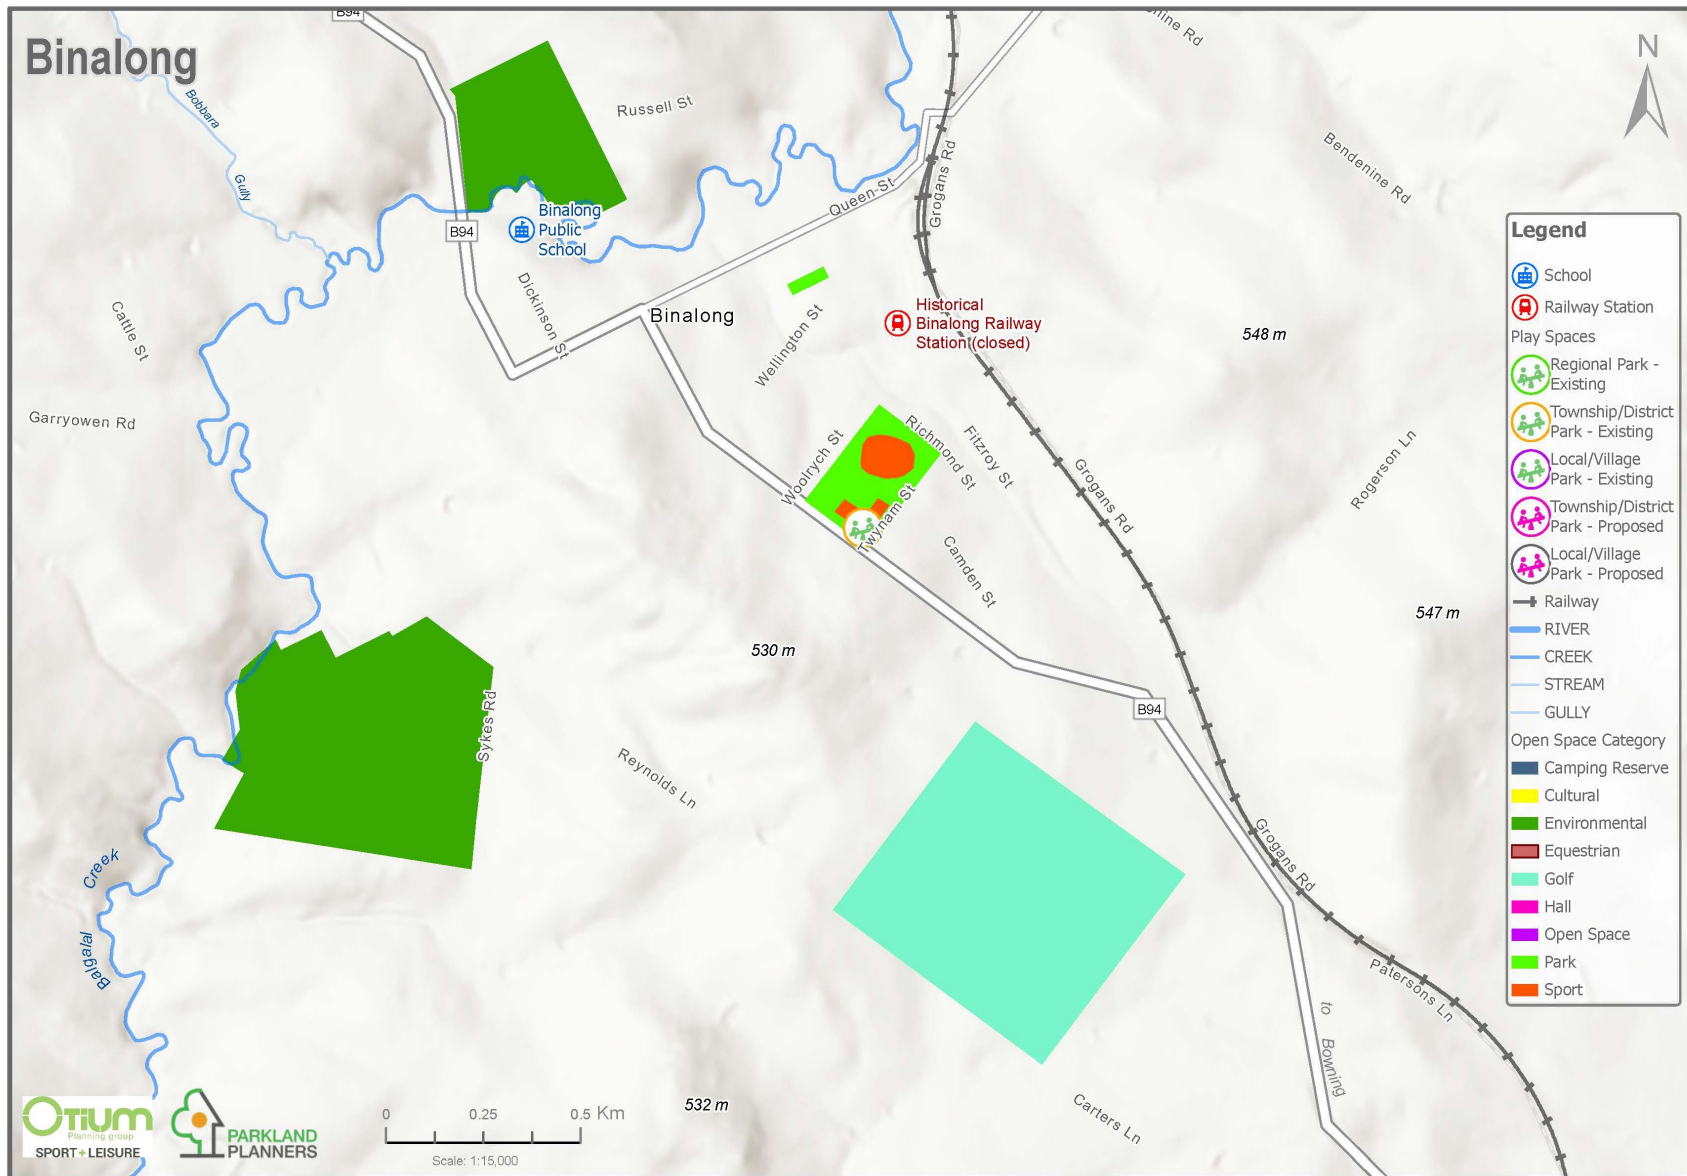 Binalong
B94
nine Rd
N
Bobbara
Gully
Russell St
Bendenine Rd
Grogans Rd
Queen St
Binalong
Public
School
B94
Dickinson St
Cattle St
Binalong
Wellington St
Historical
Binalong Railway
Station (closed)
548 m
Garryowen Rd
Woolrych St
Richmond St
Fitzroy St
Grogans Rd
Rogerson Ln
Twynam St
Camden St
547 m
530 m
B94
Sykes Rd
Reynolds Ln
Grogans Rd
Creek
Balgalal
Patersons Ln
to
Bowning
Carters Ln
532 m
Legend
School
Railway Station
Play Spaces
Regional Park -
Existing
Township/District
Park - Existing
Local/Village
Park - Existing
Township/District
Park - Proposed
Local/Village
Park - Proposed
Railway
RIVER
CREEK
STREAM
GULLY
Open Space Category
Camping Reserve
Cultural
Environmental
Equestrian
Golf
Hall
Open Space
Park
Sport
OTIUM
Planning group
SPORT + LEISURE
PARKLAND
PLANNERS
0 0.25 0.5 Km
Scale: 1:15,000